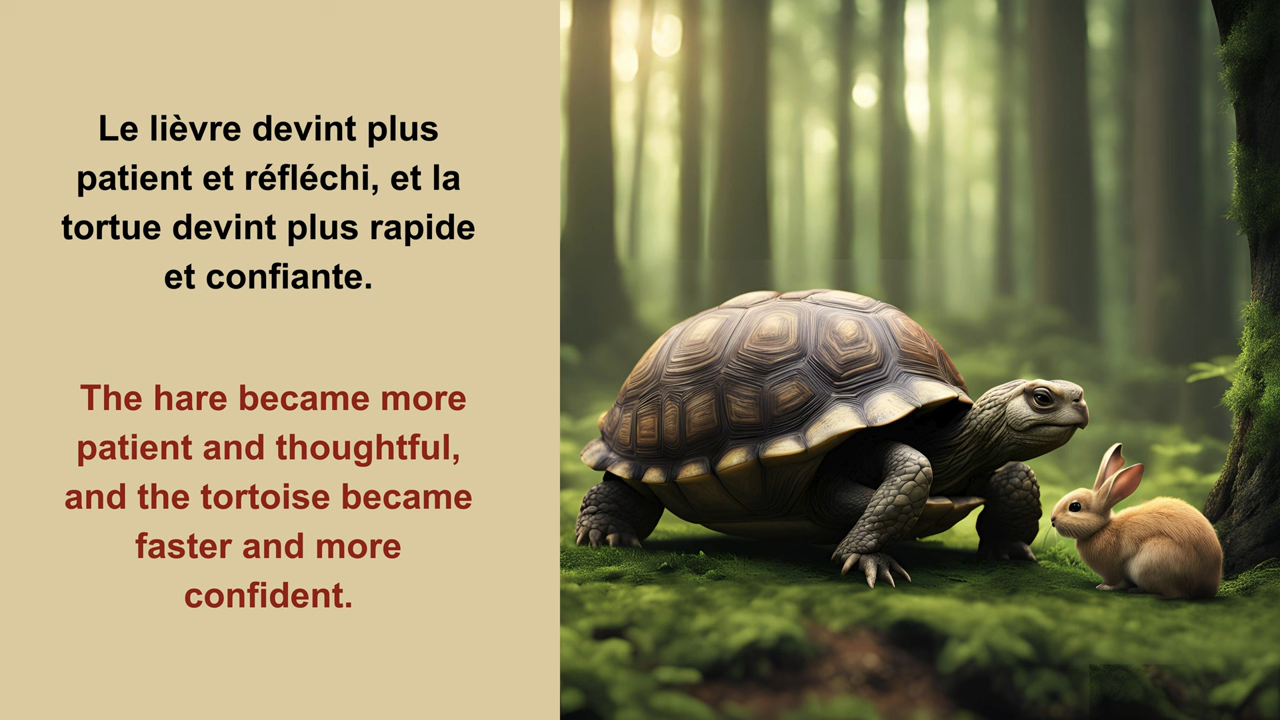 Le lièvre devint plus
patient et réfléchi, et la
tortue devint plus rapide
et confiante.
The hare became more
patient and thoughtful,
and the tortoise became
faster and more
confident.